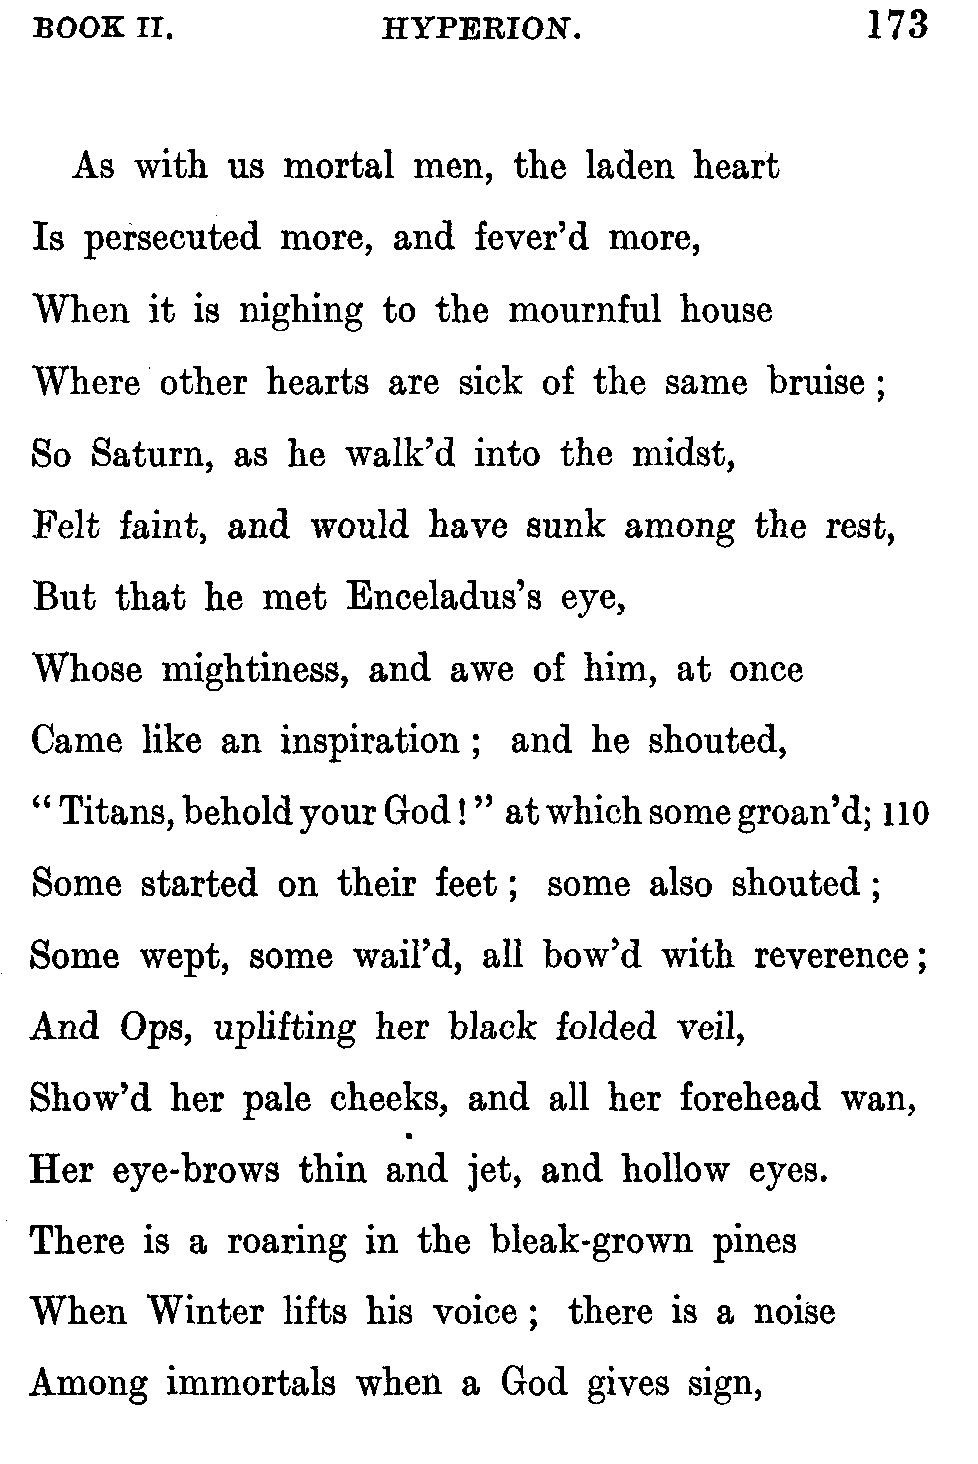 BOOK II. HYPERION. 173
As with us mortal men, the laden heart
Is persecuted more, and fever’d more,
When it is nighing to the mournful house
Where other hearts are sick of the same bruise ;
So Saturn, as he walk’d into the midst,
Felt faint, and would have sunk among the rest,
But that he met Enceladus’s eye,
Whose mightiness, and awe of him, at once
Came like an inspiration ; and he shouted,
“ Titans, behold your God ! ” at which some groan’d; 110
Some started on their feet ; some also shouted ;
Some wept, some wail’d, all bow’d with reverence ;
And Ops, uplifting her black folded veil,
Show’d her pale cheeks, and all her forehead wan,
Her eye-brows thin and jet, and hollow eyes.
There is a roaring in the bleak-grown pines
When Winter lifts his voice ; there is a noise
Among immortals when a God gives sign,